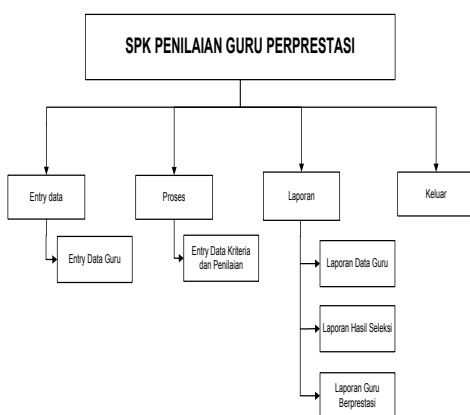 SPK PENILAIAN GURU PERPRESTASI
Entry data
Proses
Laporan
Keluar
Entry Data Guru
Entry Data Kriteria
dan Penilaian
Laporan Data Guru
Laporan Hasil Seleksi
Laporan Guru
Berprestasi